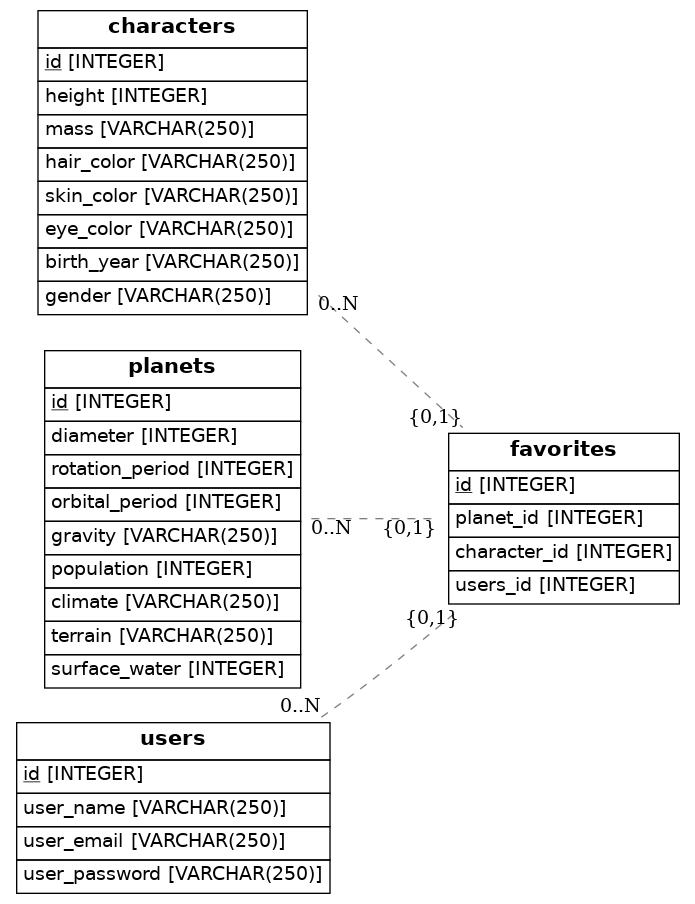 characters
id [INTEGER]
height [INTEGER]
mass [VARCHAR(250)]
hair_color [VARCHAR(250)]
skin_color [VARCHAR(250)]
eye_color [VARCHAR(250)]
birth_year [VARCHAR(250)]
gender [VARCHAR(250)]
0..N
{0,1}
planets
id [INTEGER]
diameter [INTEGER]
rotation_period [INTEGER]
orbital_period [INTEGER]
gravity [VARCHAR(250)]
population [INTEGER]
climate [VARCHAR(250)]
terrain [VARCHAR(250)]
surface_water [INTEGER]
0..N
{0,1}
favorites
id [INTEGER]
planet_id [INTEGER]
character_id [INTEGER]
users_id [INTEGER]
{0,1}
0..N
users
id [INTEGER]
user_name [VARCHAR(250)]
user_email [VARCHAR(250)]
user_password [VARCHAR(250)]